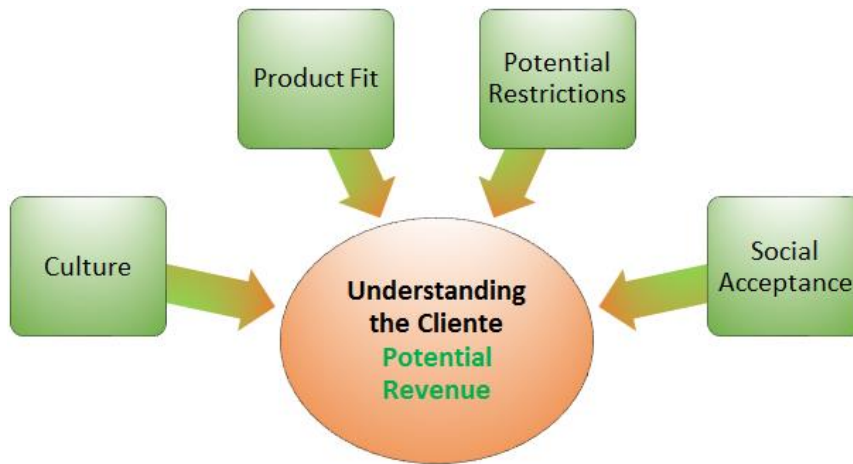 Product Fit
Potential
Restrictions
Culture
Social
Acceptance
Understanding
the Cliente
Potential
Revenue